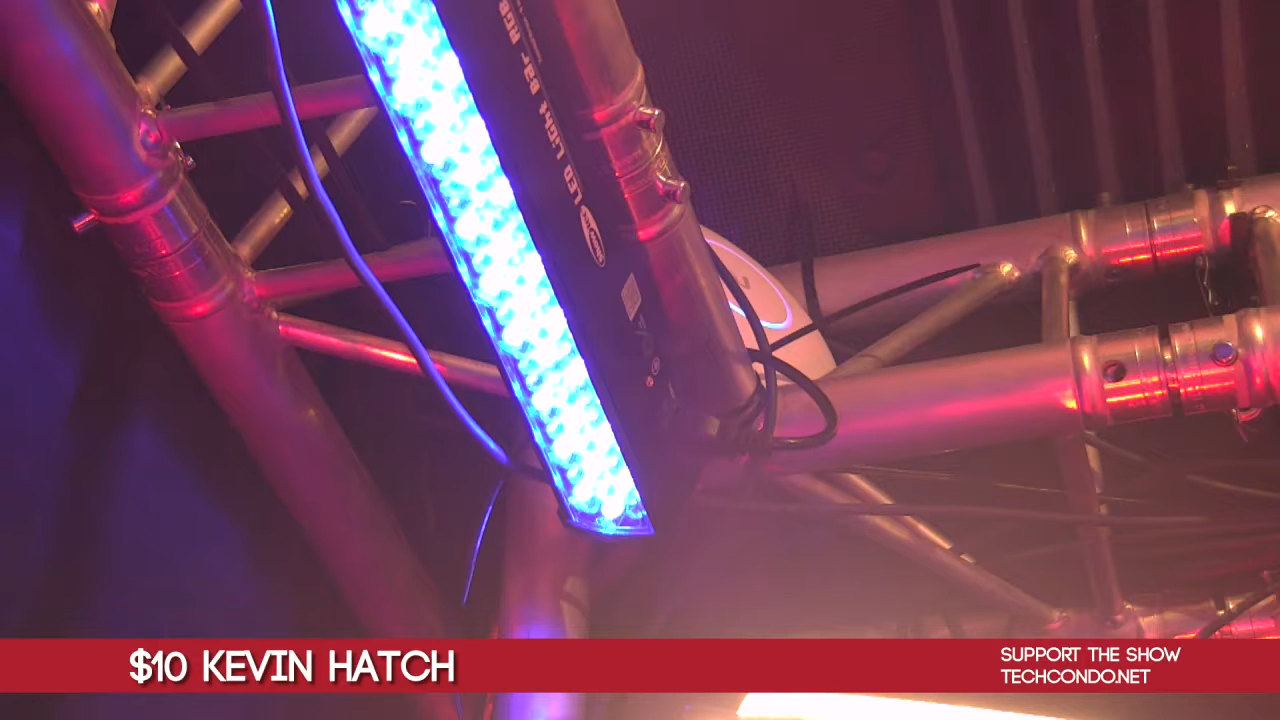 LED Light Bar RGB
$10 KEVIN HATCH
SUPPORT THE SHOW
TECHCONDO.NET